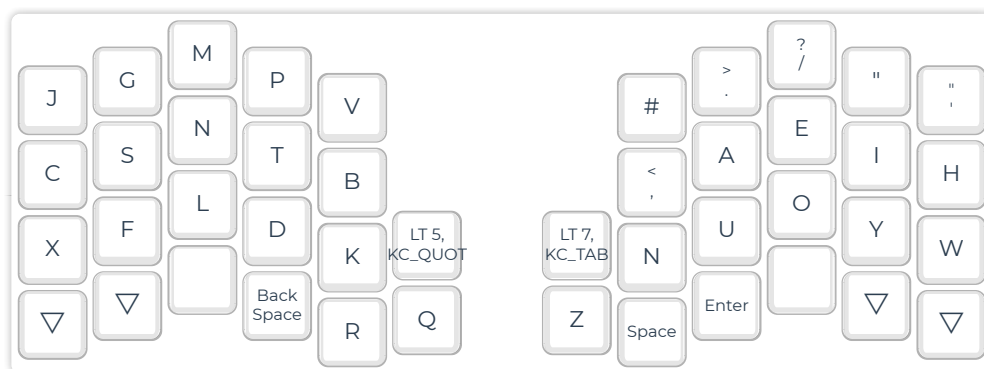 J G M P V # > ? " "
. / '
C S N T B < A E I H
,
X F L D K LT 5, LT 7, N U O Y W
KC_QUOT KC_TAB
▽ ▽ Back R Q Z Space Enter ▽ ▽
Space